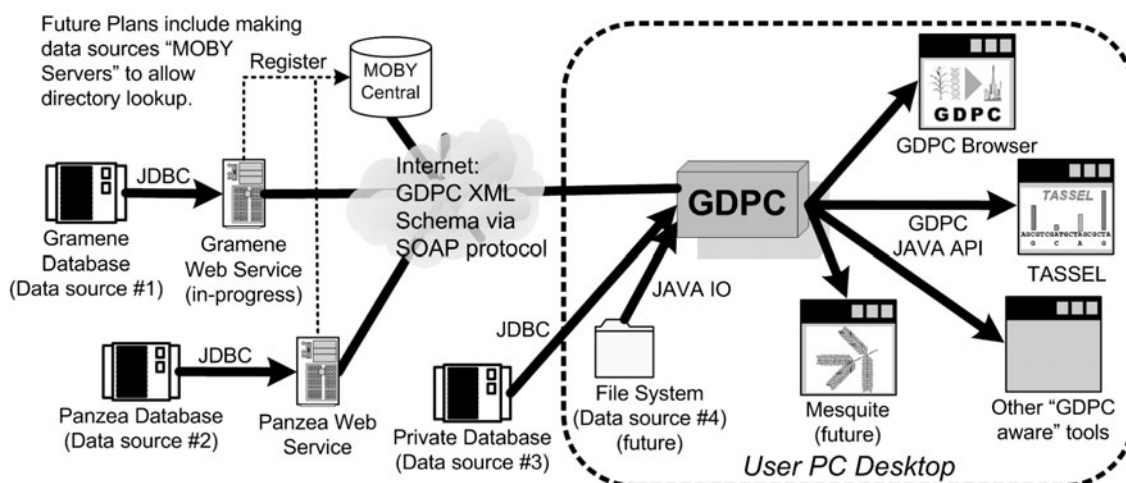 Future Plans include making
data sources “MOBY
Servers” to allow
directory lookup.
Register
MOBY
Central
JDBC
Gramene
Database
(Data source #1)
Gramene
Web Service
(in-progress)
Internet:
GDPC XML
Schema via
SOAP protocol
JDBC
Panzea Database
(Data source #2)
Panzea Web
Service
JDBC
Private Database
(Data source #3)
JAVA IO
File System
(Data source #4)
(future)
GDPC
GDPC
GDPC Browser
GDPC
JAVA API
TASSEL
AGCGTCGATGCTAGCGCTA
G C A G
TASSEL
Mesquite
(future)
Other “GDPC
aware” tools
User PC Desktop